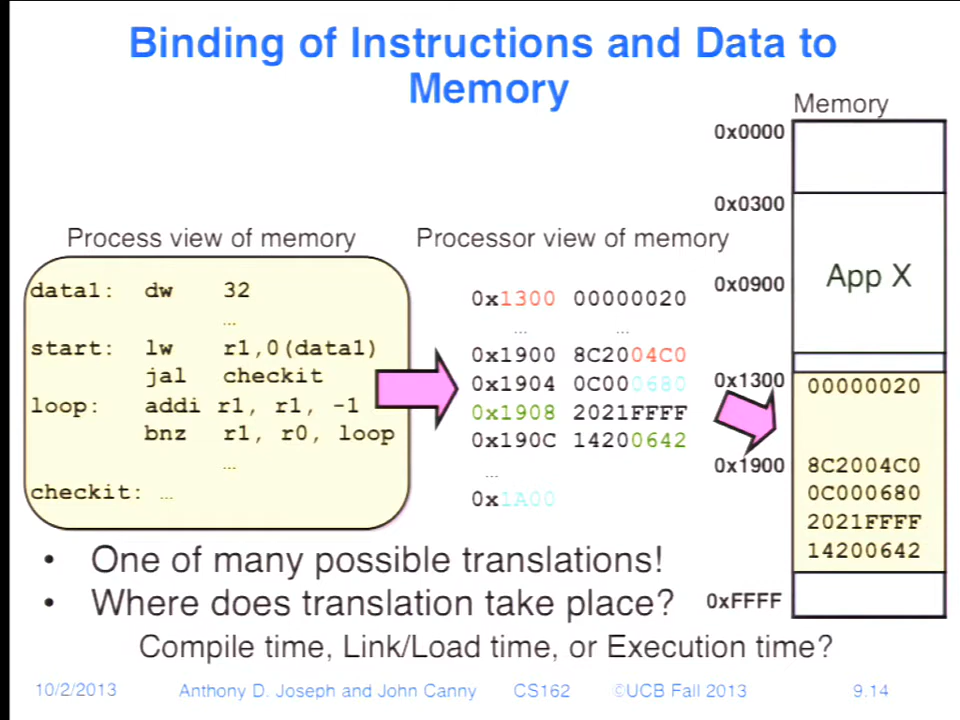 Binding of Instructions and Data to
Memory
Memory
0x0000
0x0300
App X
0x0900
0x1300
00000020
0x1900
8C2004C0
0C000680
2021FFFF
14200642
0xFFFF
Process view of memory
data1: dw 32
…
start: lw r1,0(data1)
jal checkit
loop: addi r1, r1, -1
bnz r1, r0, loop
…
checkit: …
Processor view of memory
0x1300 00000020
… …
0x1900 8C2004C0
0x1904 0C000680
0x1908 2021FFFF
0x190C 14200642
…
0x1A00
• One of many possible translations!
• Where does translation take place?
Compile time, Link/Load time, or Execution time?
10/2/2013 Anthony D. Joseph and John Canny CS162 ©UCB Fall 2013 9.14